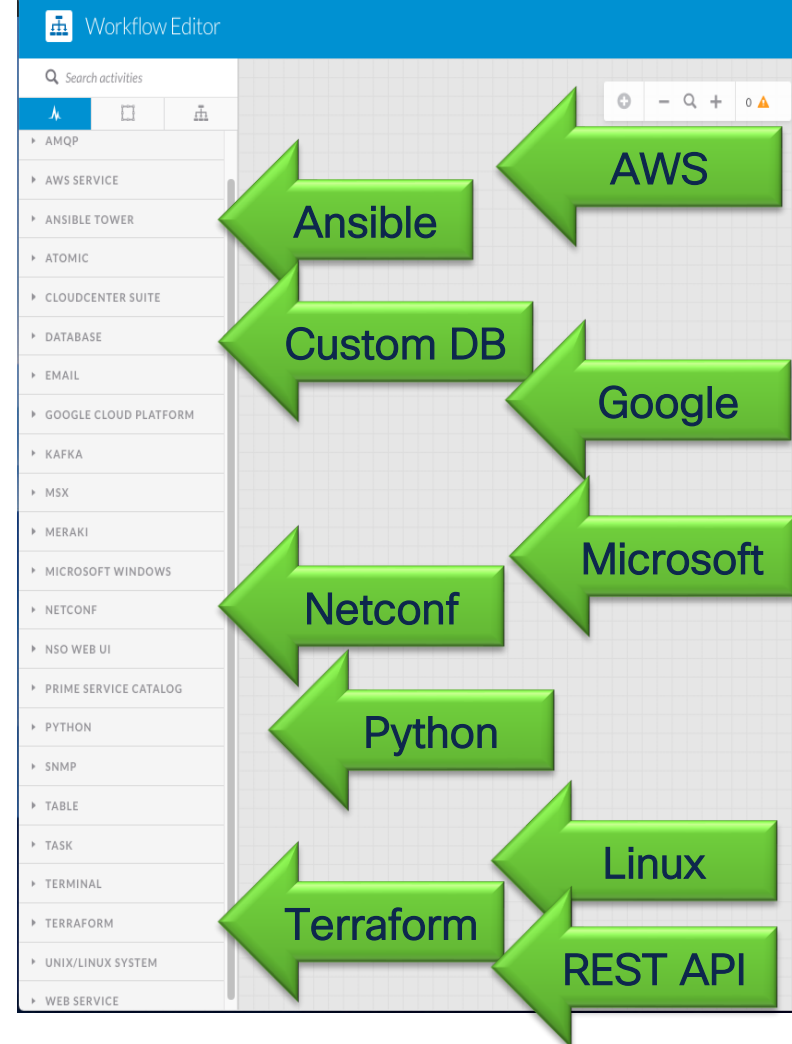 Workflow Editor
Search activities
0
AMQP
AWS SERVICE
ANSIBLE TOWER
ATOMIC
CLOUDCENTER SUITE
DATABASE
EMAIL
GOOGLE CLOUD PLATFORM
KAFKA
MSX
MERAKI
MICROSOFT WINDOWS
NETCONF
NSO WEB UI
PRIME SERVICE CATALOG
PYTHON
SNMP
TABLE
TASK
TERMINAL
TERRAFORM
UNIX/LINUX SYSTEM
WEB SERVICE
AWS
Ansible
Custom DB
Google
Microsoft
Netconf
Python
Linux
Terraform
REST API